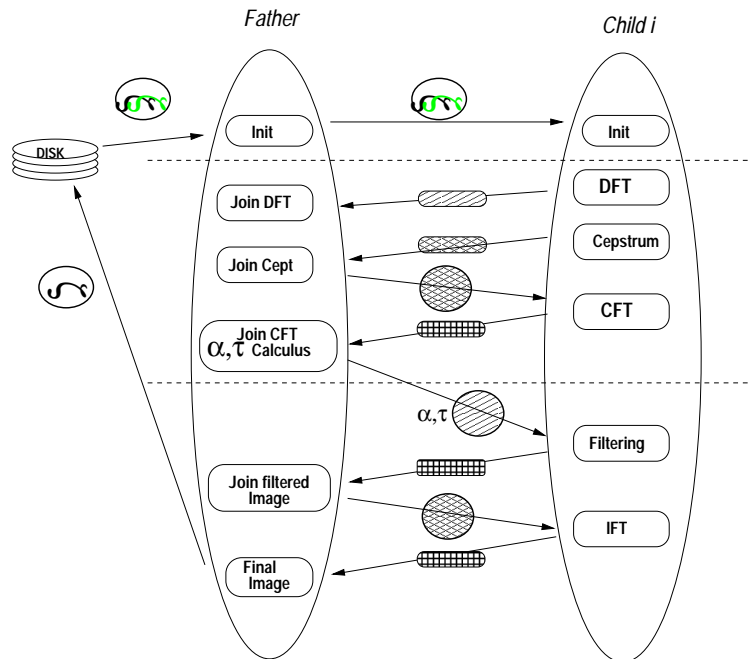 Father
Child i
DISK
Init
Init
Join DFT
DFT
Join Cept
Cepstrum
Join CFT
α,τ Calculus
CFT
α,τ
Filtering
Join filtered
Image
IFT
Final
Image